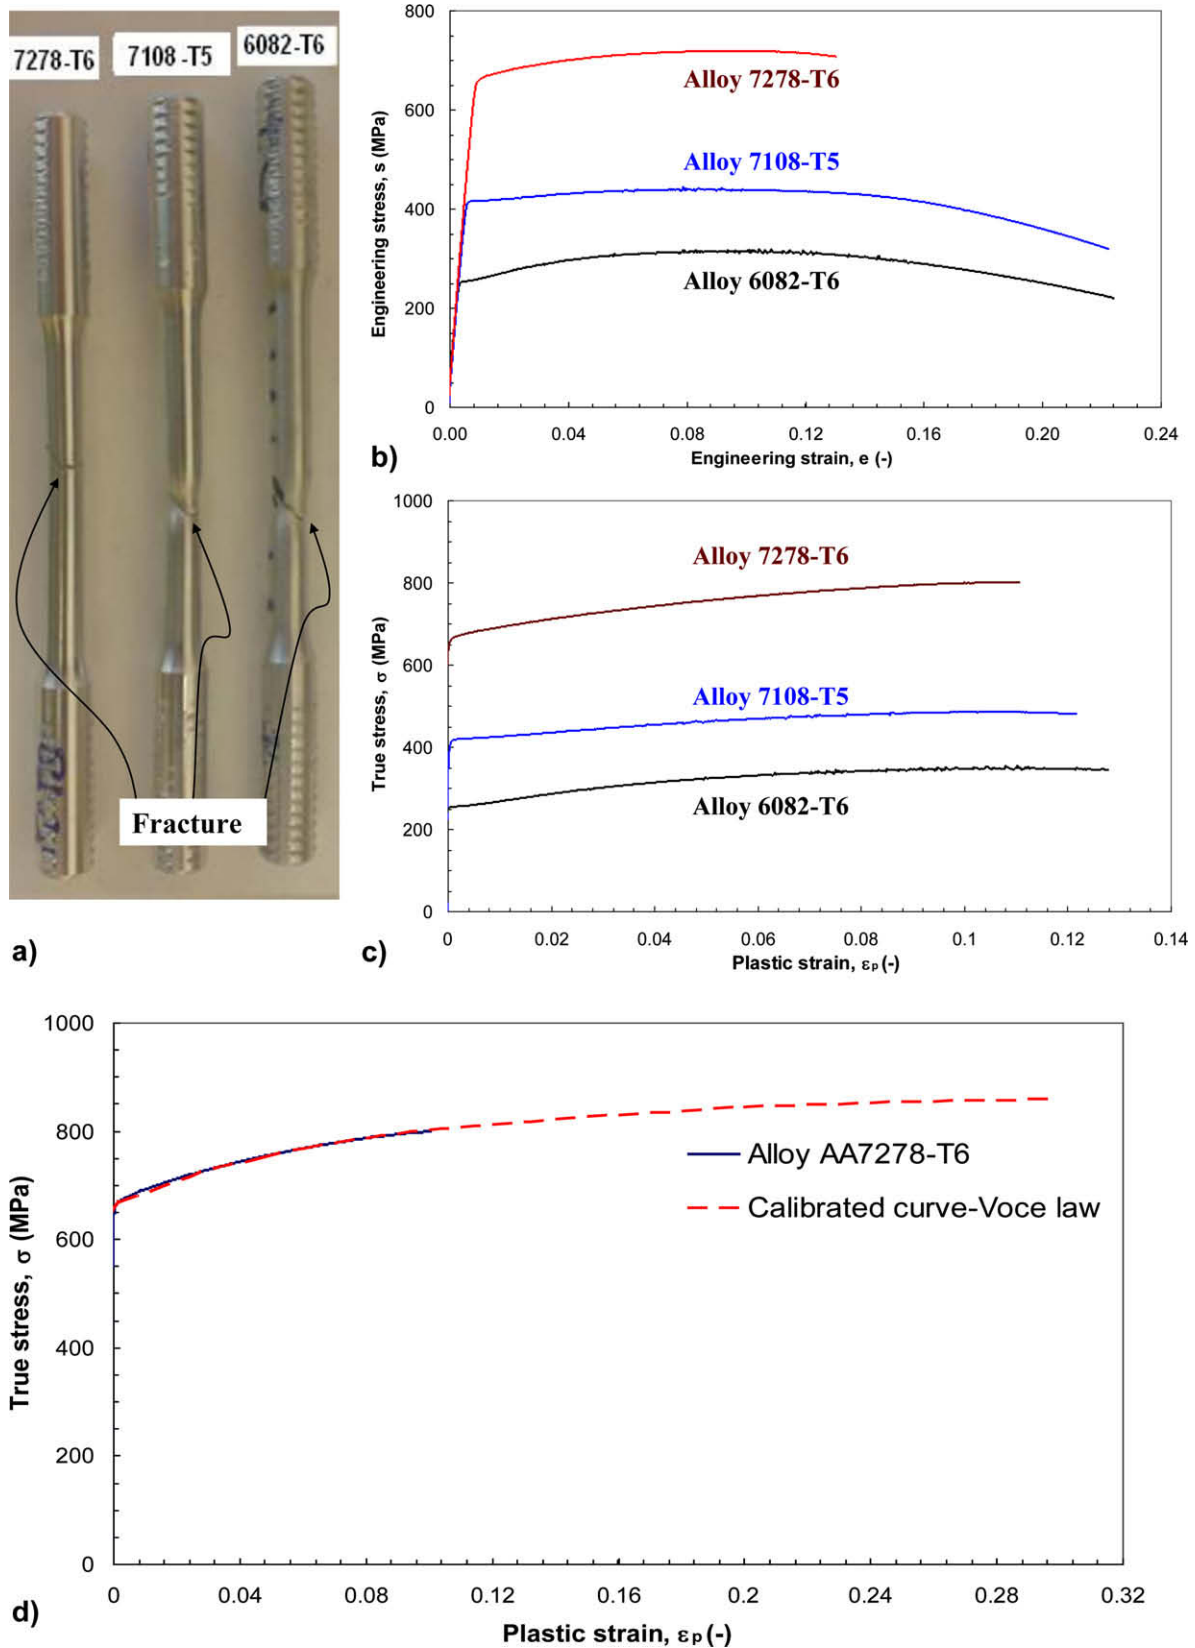 7278-T6
7108 -T5
6082-T6
Fracture
a)
800
600
400
200
0
Engineering stress, s (MPa)
Alloy 7278-T6
Alloy 7108-T5
Alloy 6082-T6
0.00 0.04 0.08 0.12 0.16 0.20 0.24
Engineering strain, e (-)
b)
1000
800
600
400
200
0
True stress, σ (MPa)
Alloy 7278-T6
Alloy 7108-T5
Alloy 6082-T6
0 0.02 0.04 0.06 0.08 0.1 0.12 0.14
Plastic strain, εp (-)
c)
1000
800
600
400
200
0
True stress, σ (MPa)
Alloy AA7278-T6
Calibrated curve-Voce law
0 0.04 0.08 0.12 0.16 0.2 0.24 0.28 0.32
Plastic strain, εp (-)
d)